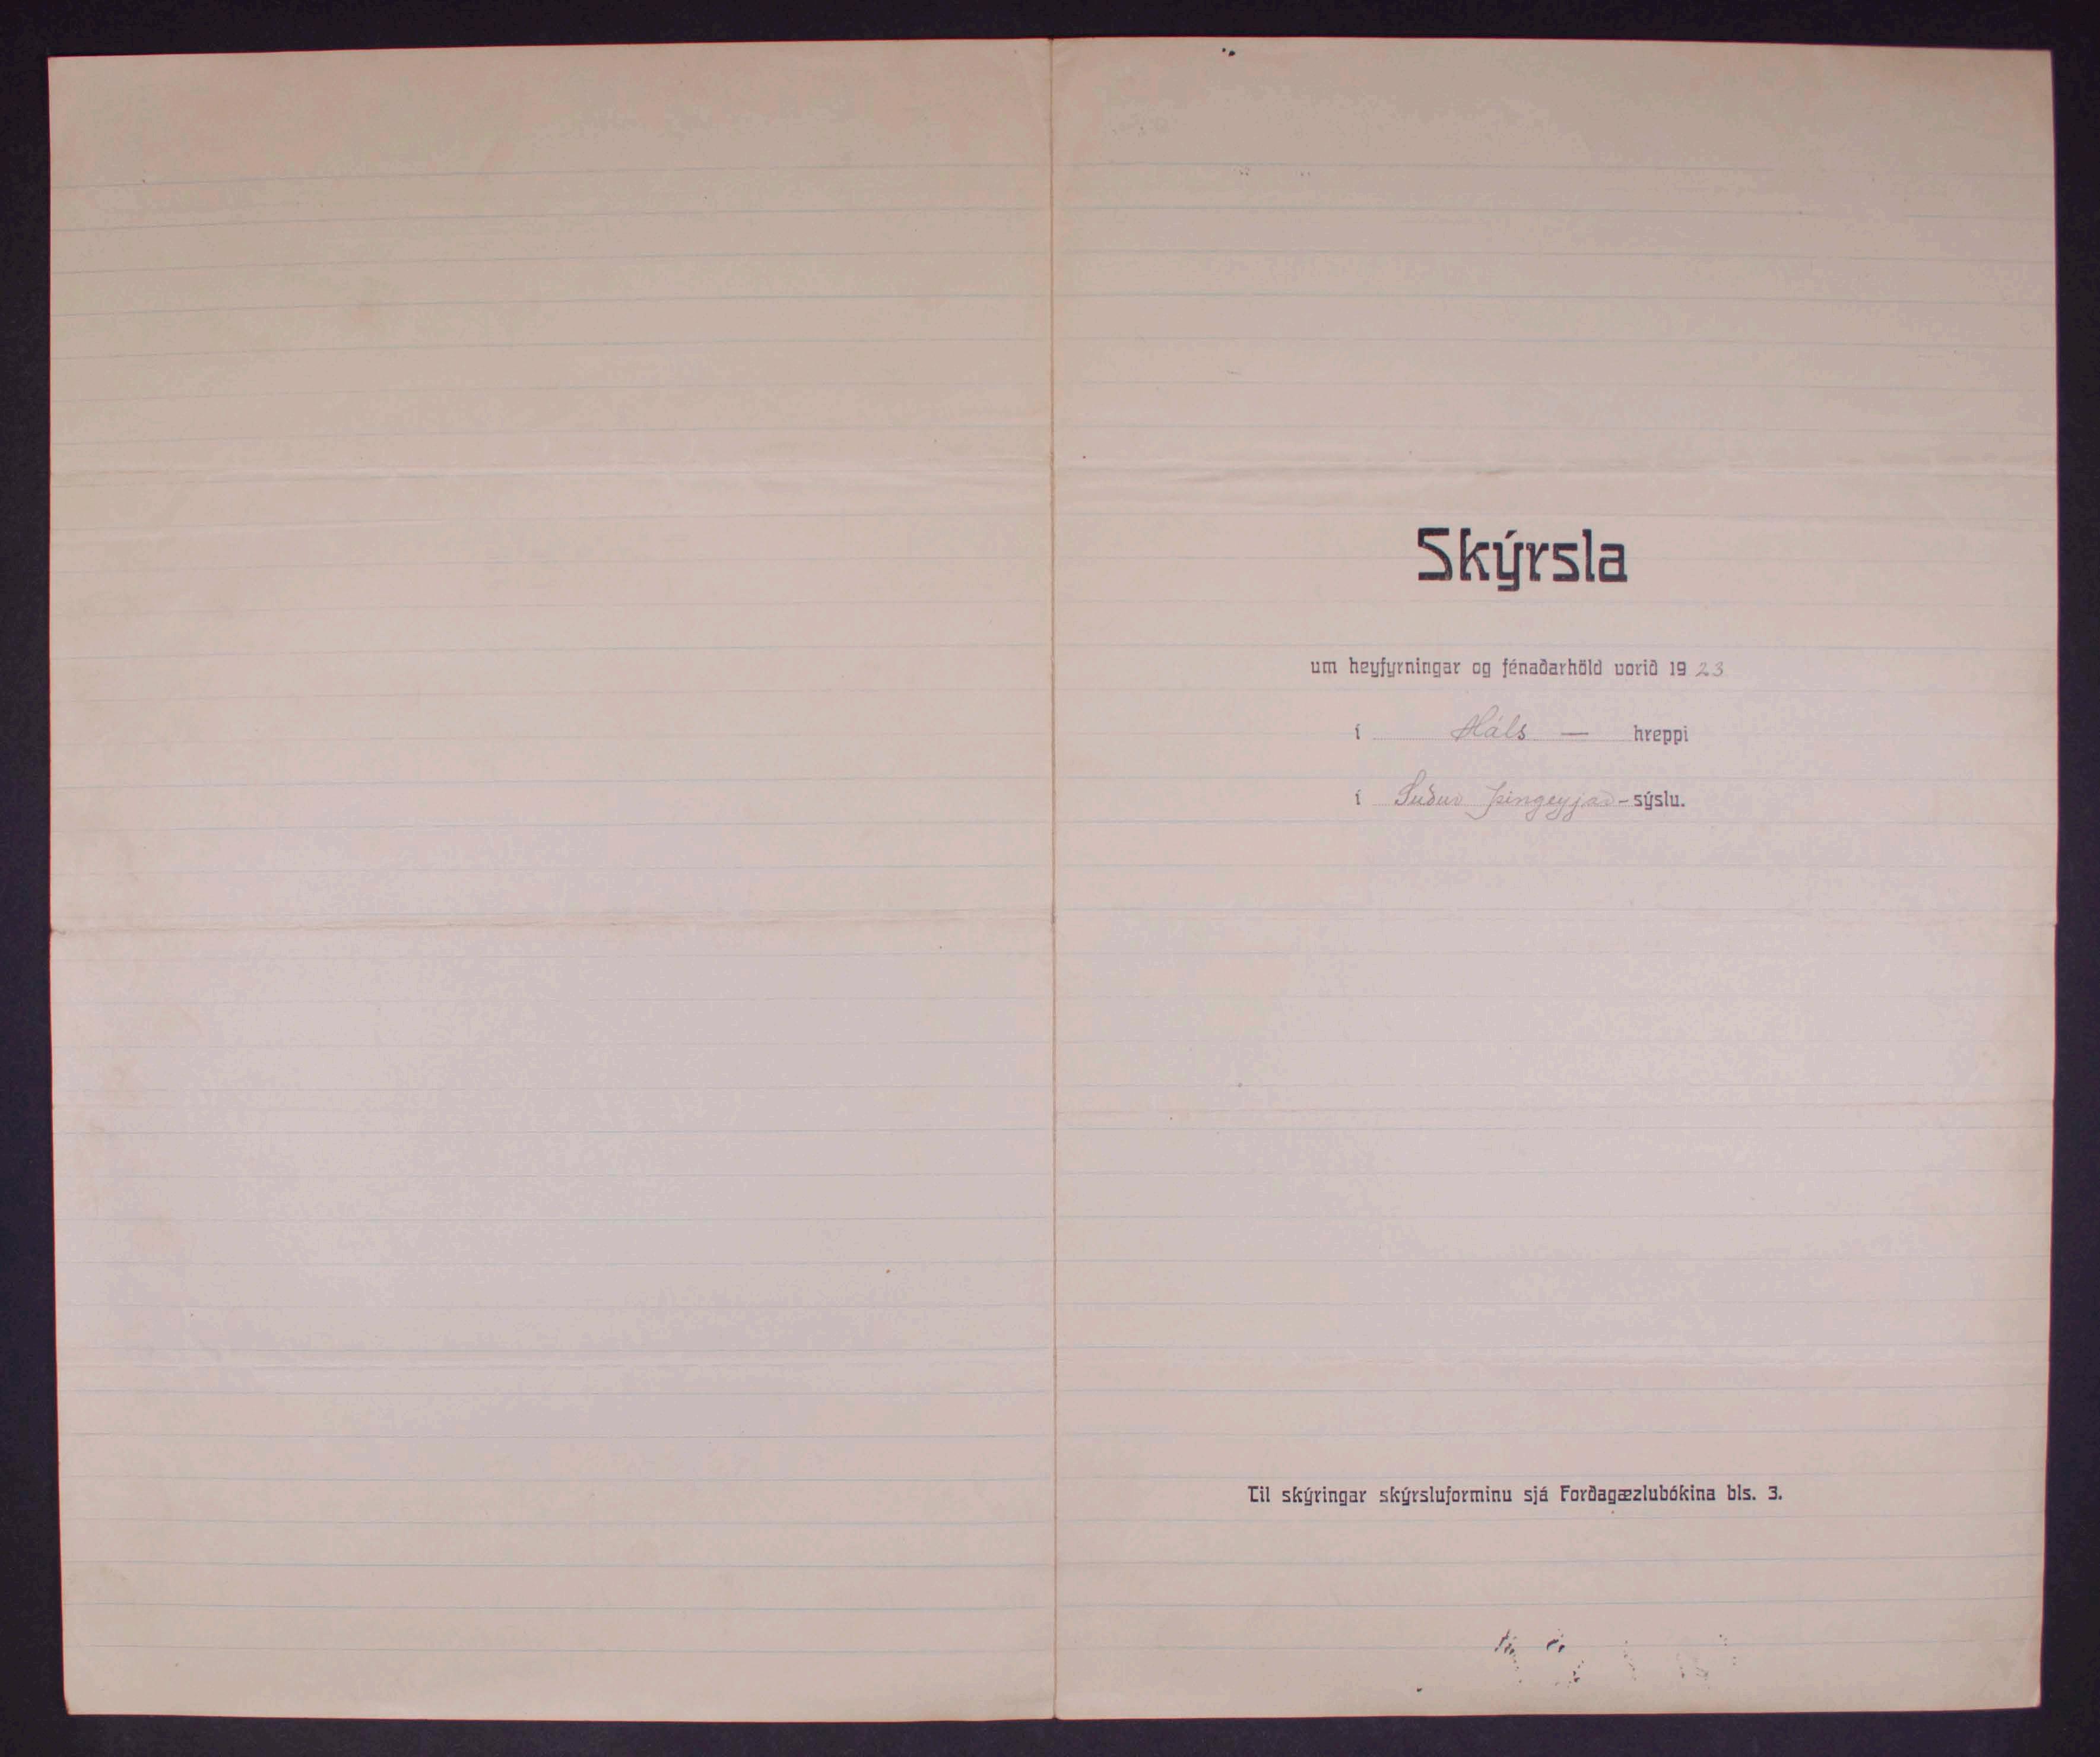 Skýrsla
um heyfyrningar og fénaðarhöld vorið 1923
í Háls — hreppi
í Suður Þingeyjar-sýslu.
Til skýringar skýrsluforminu sjá Forðagæzlubókina bls. 3.